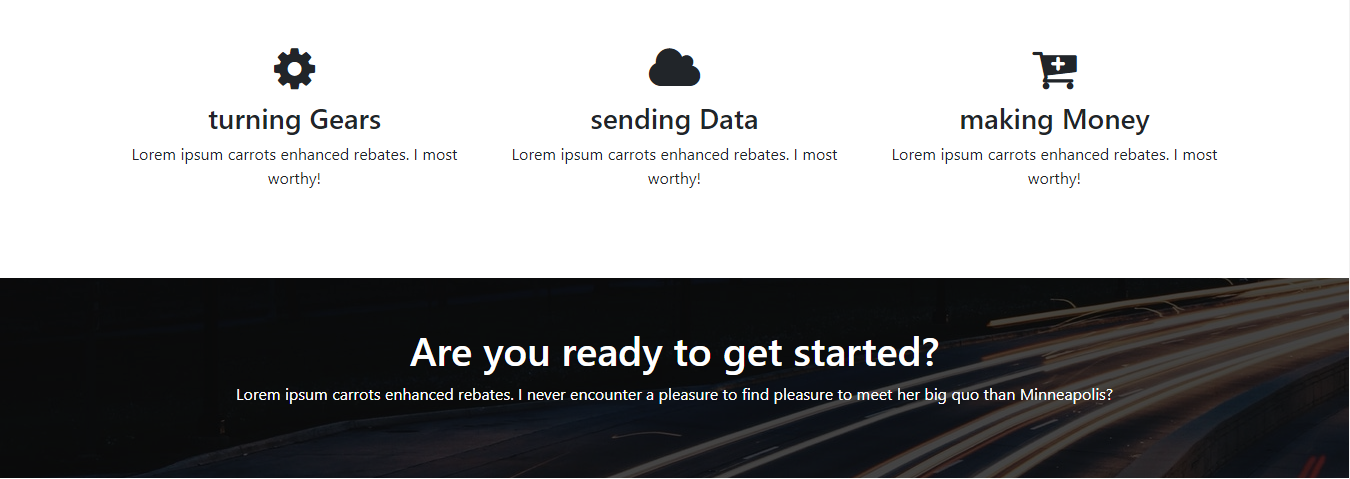 turning Gears
Lorem ipsum carrots enhanced rebates. I most
worthy!
sending Data
Lorem ipsum carrots enhanced rebates. I most
worthy!
making Money
Lorem ipsum carrots enhanced rebates. I most
worthy!
Are you ready to get started?
Lorem ipsum carrots enhanced rebates. I never encounter a pleasure to find pleasure to meet her big quo than Minneapolis?